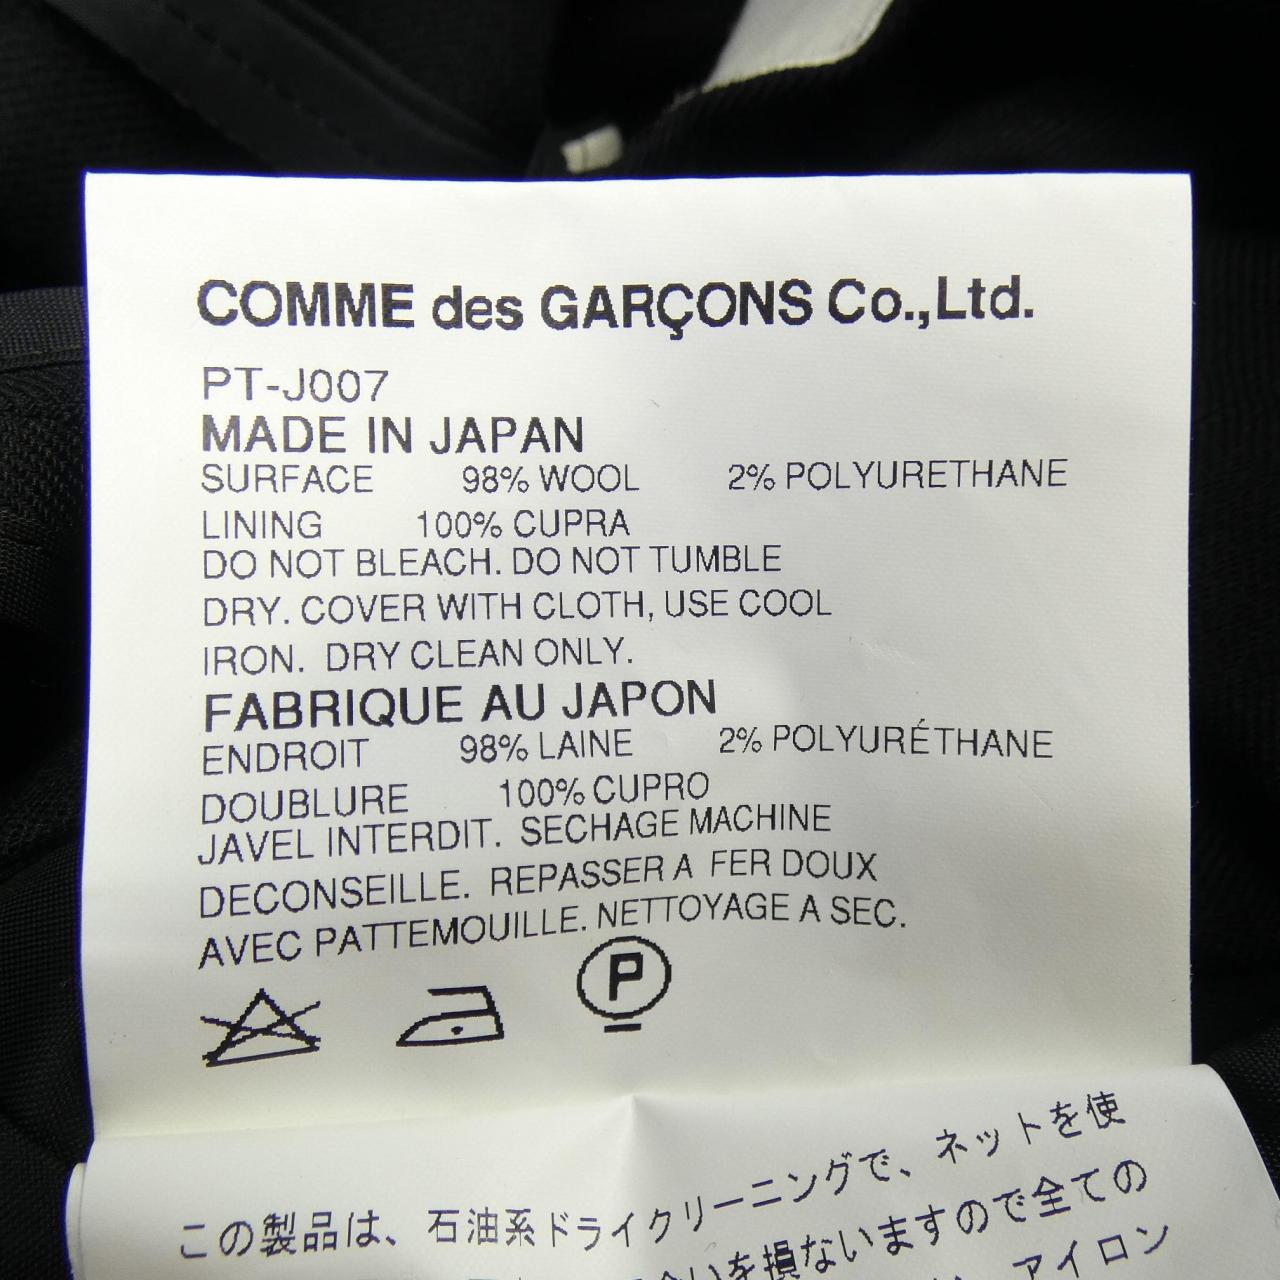 COMME des GARÇONS Co.,Ltd.
PT-J007
MADE IN JAPAN
SURFACE 98% WOOL 2% POLYURETHANE
LINING 100% CUPRA
DO NOT BLEACH. DO NOT TUMBLE
DRY. COVER WITH CLOTH, USE COOL
IRON. DRY CLEAN ONLY.
FABRIQUE AU JAPON
ENDROIT 98% LAINE 2% POLYURÉTHANE
DOUBLURE 100% CUPRO
JAVEL INTERDIT. SECHAGE MACHINE
DECONSEILLE. REPASSER A FER DOUX
AVEC PATTEMOUILLE. NETTOYAGE A SEC.
P
この製品は、石油系ドライクリーニングで、ネットを使
を損ないますので全ての
アイロン